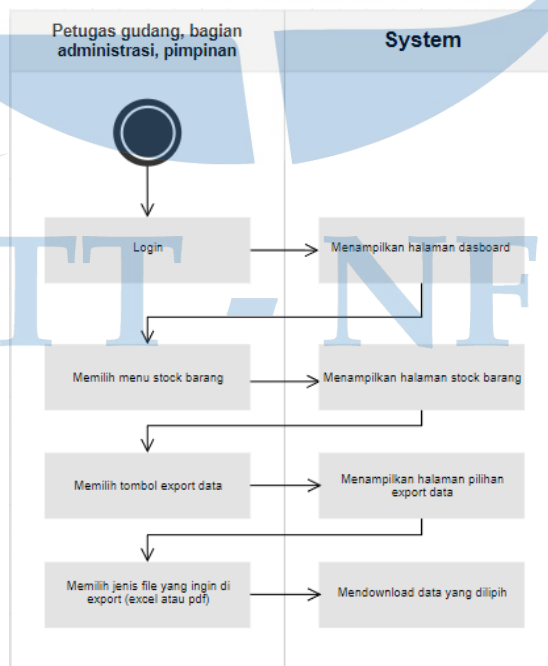 Petugas gudang, bagian
administrasi, pimpinan
System
Login
Menampilkan halaman dasboard
Memilih menu stock barang
Menampilkan halaman stock barang
Memilih tombol export data
Menampilkan halaman pilihan
export data
Memilih jenis file yang ingin di
export (excel atau pdf)
Mendownload data yang dilipih
TT - NF